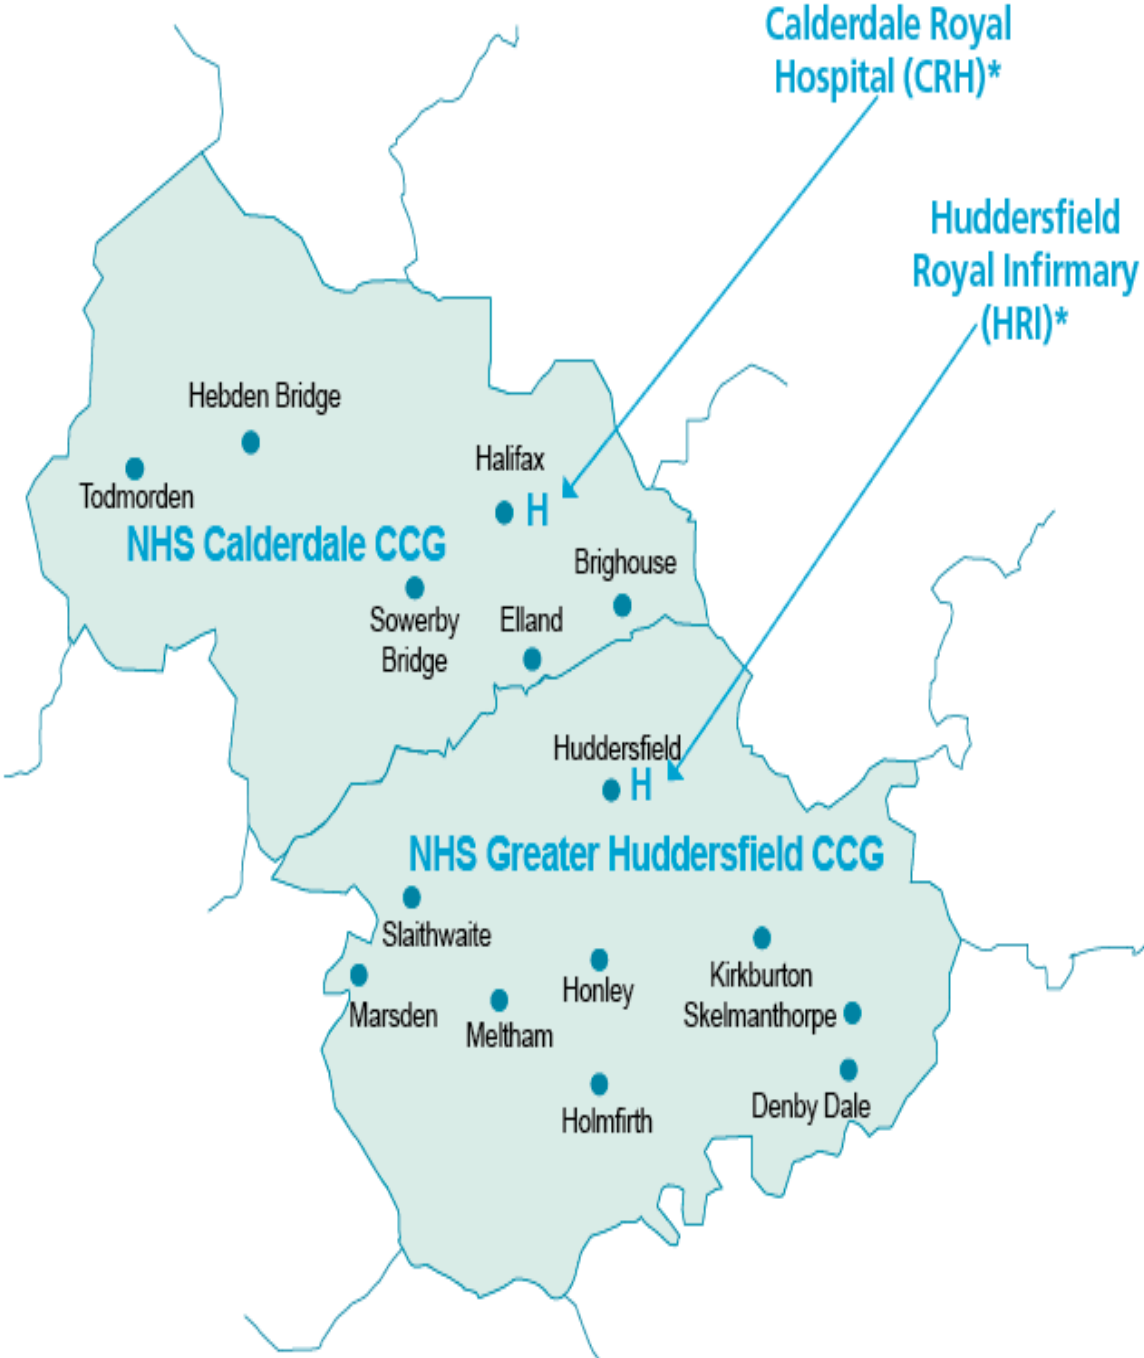 Calderdale Royal
Hospital (CRH)*
Huddersfield
Royal Infirmary
(HRI)*
Hebden Bridge
Todmorden
Halifax
H
NHS Calderdale CCG
Brighouse
Sowerby
Bridge
Elland
Huddersfield
H
NHS Greater Huddersfield CCG
Slaithwaite
Marsden
Meltham
Honley
Kirkburton
Skelmanthorpe
Holmfirth
Denby Dale